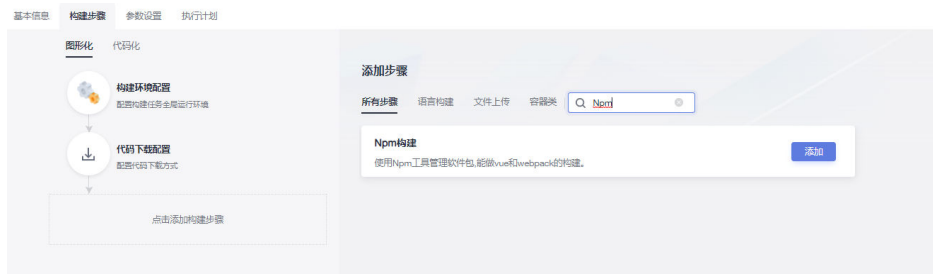 基本信息 构建步骤 参数设置 执行计划
图形化 代码化
构建环境配置
配置构建任务全局运行环境
代码下载配置
配置代码下载方式
点击添加构建步骤
添加步骤
所有步骤 语言构建 文件上传 容器类 Npm
Npm构建
使用Npm工具管理软件包,能做vue和webpack的构建。
添加